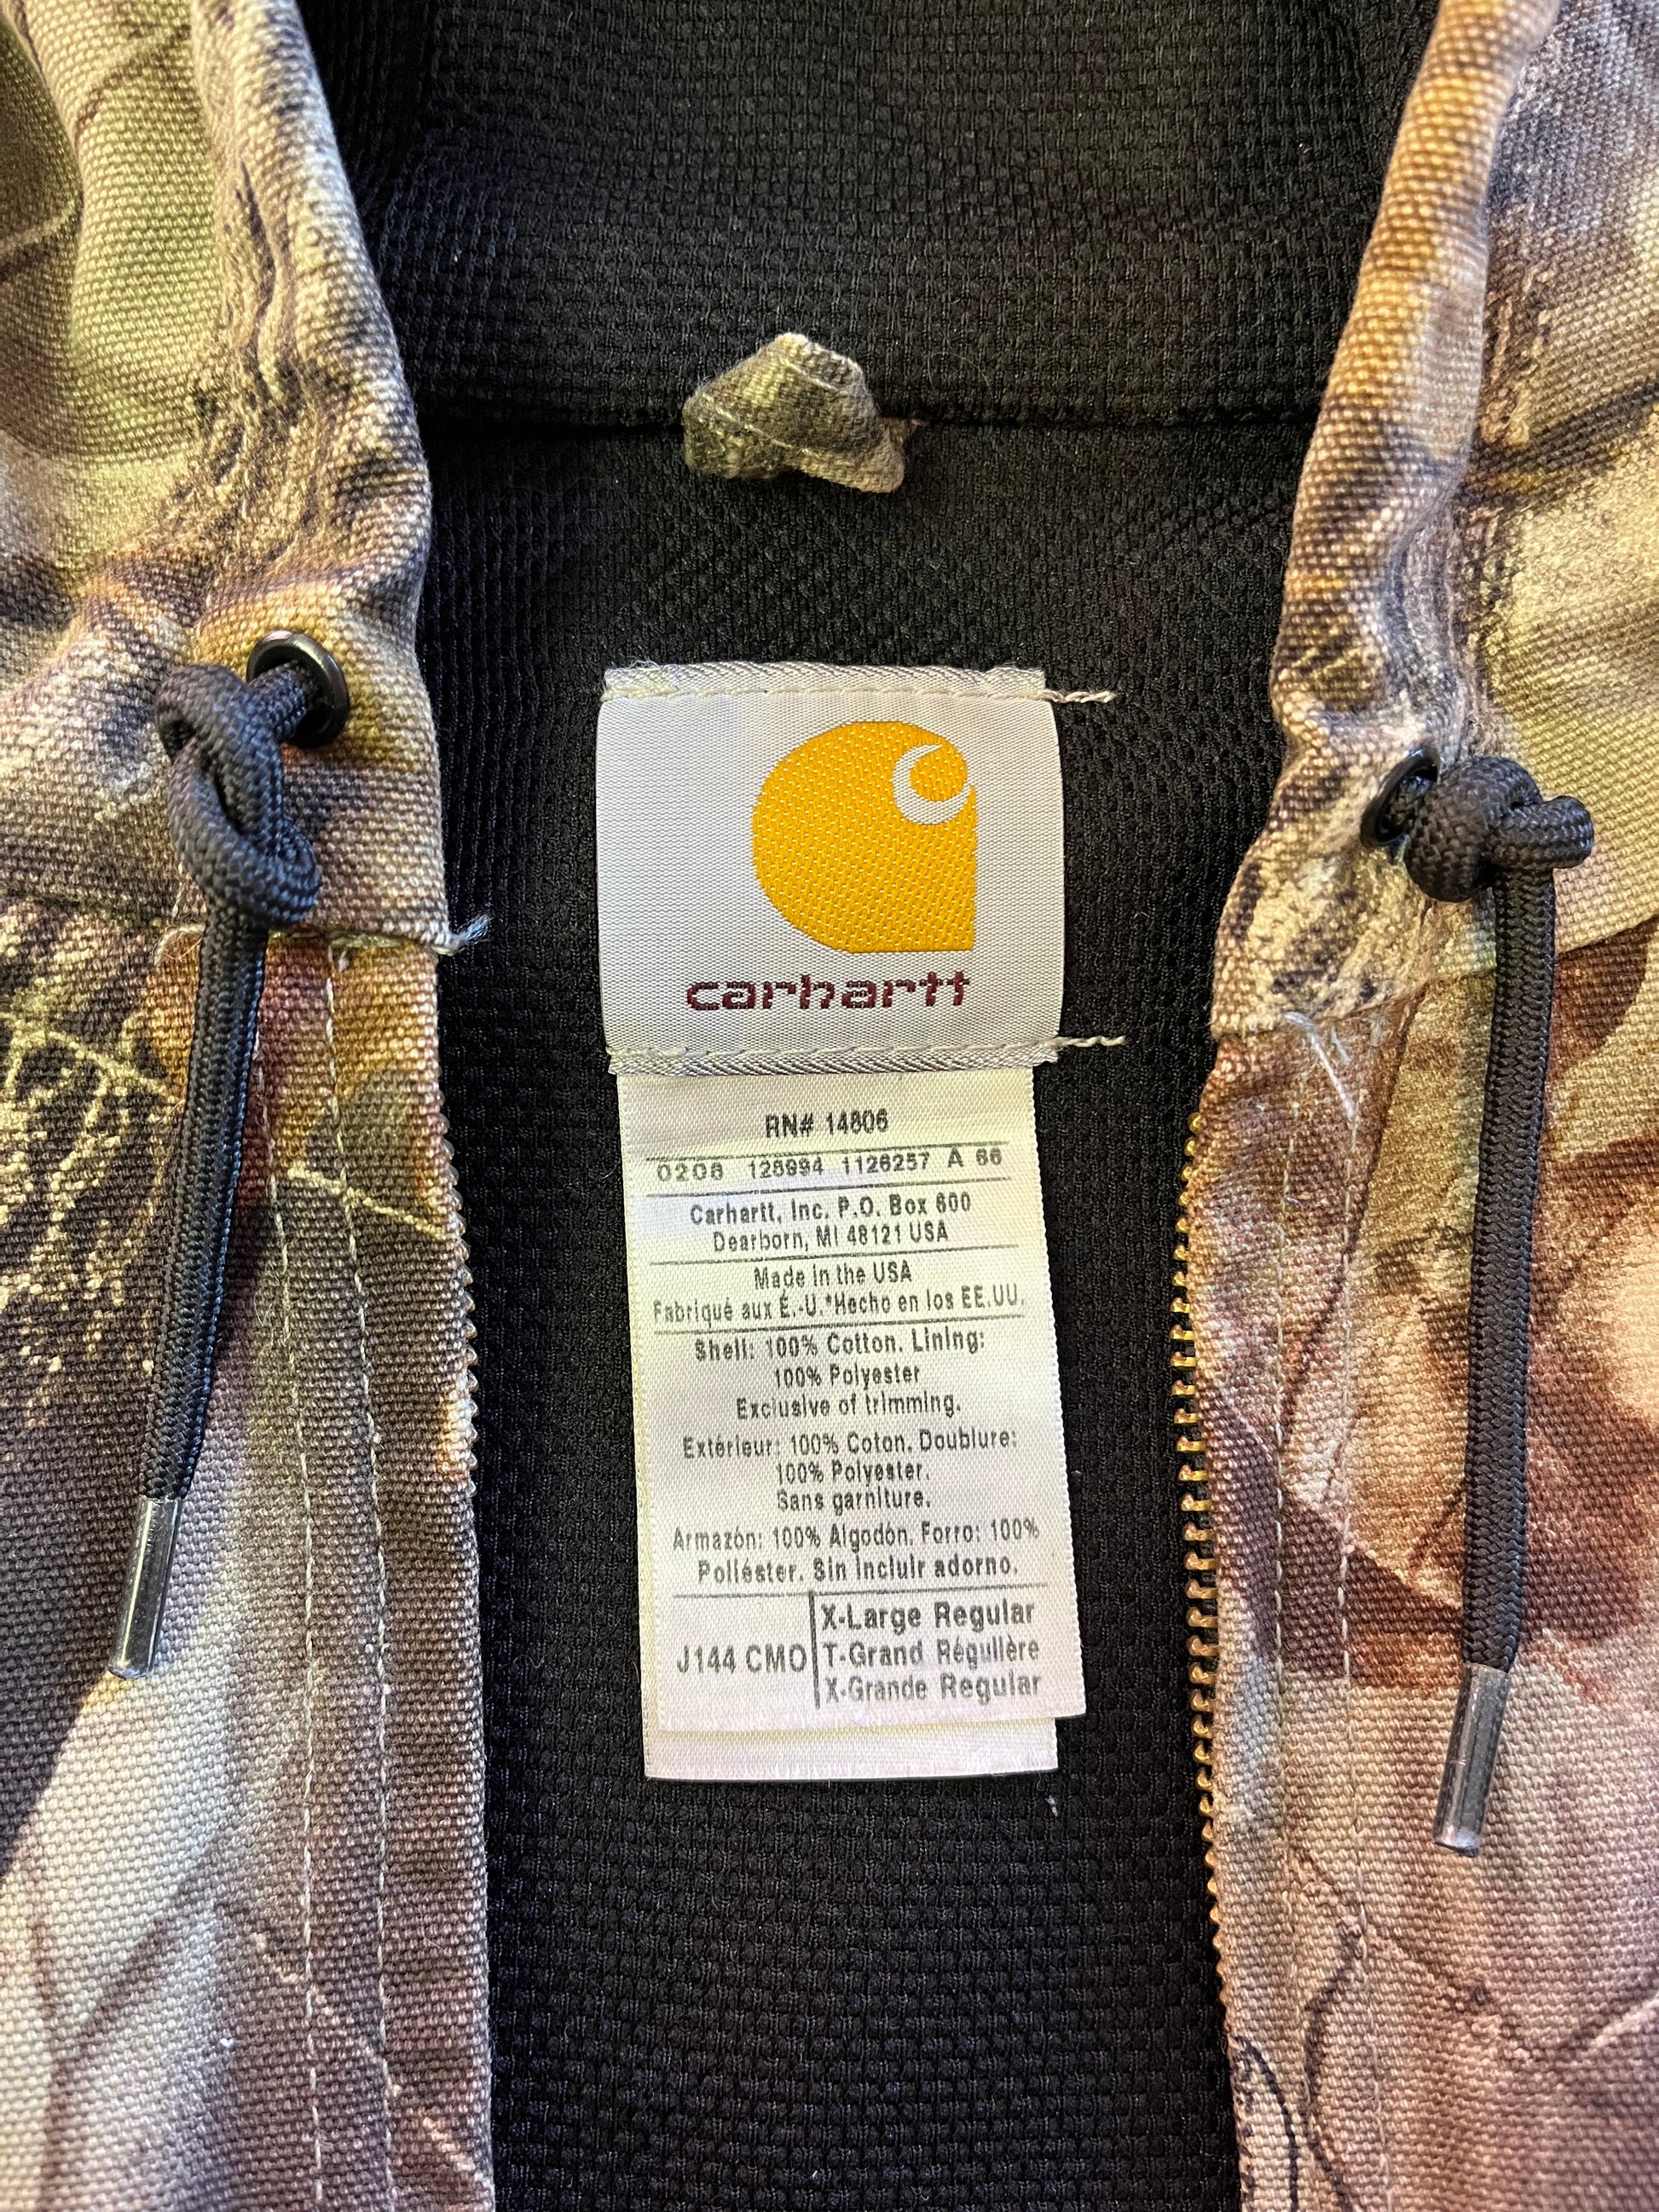 carhartt
RN# 14806
0208 128994 1126257 A 66
Carhartt, Inc. P.O. Box 600
Dearborn, MI 48121 USA
Made in the USA
Fabriqué aux É.-U.*Hecho en los EE.UU.
Shell: 100% Cotton. Lining:
100% Polyester
Exclusive of trimming.
Extérieur: 100% Coton. Doublure:
100% Polyester.
Sans garniture.
Armazón: 100% Algodón. Forro: 100%
Poliéster. Sin incluir adorno.
J144 CMO
X-Large Regular
T-Grand Régulière
X-Grande Regular